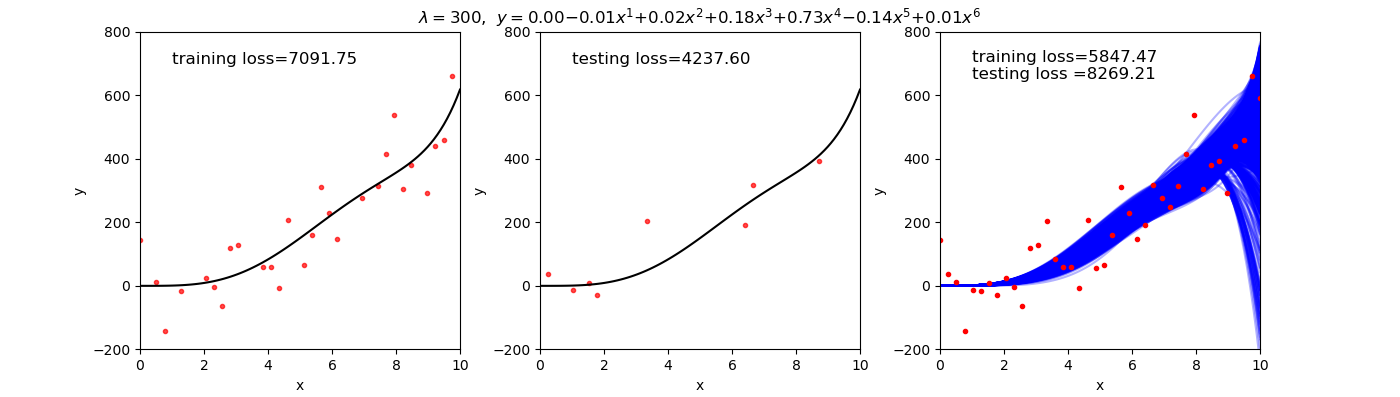 λ = 300,  y = 0.00−0.01x¹+0.02x²+0.18x³+0.73x⁴−0.14x⁵+0.01x⁶
800
600
400
200
0
−200
y
training loss=7091.75
0 2 4 6 8 10
x
800
600
400
200
0
−200
y
testing loss=4237.60
0 2 4 6 8 10
x
800
600
400
200
0
−200
y
training loss=5847.47
testing loss =8269.21
0 2 4 6 8 10
x